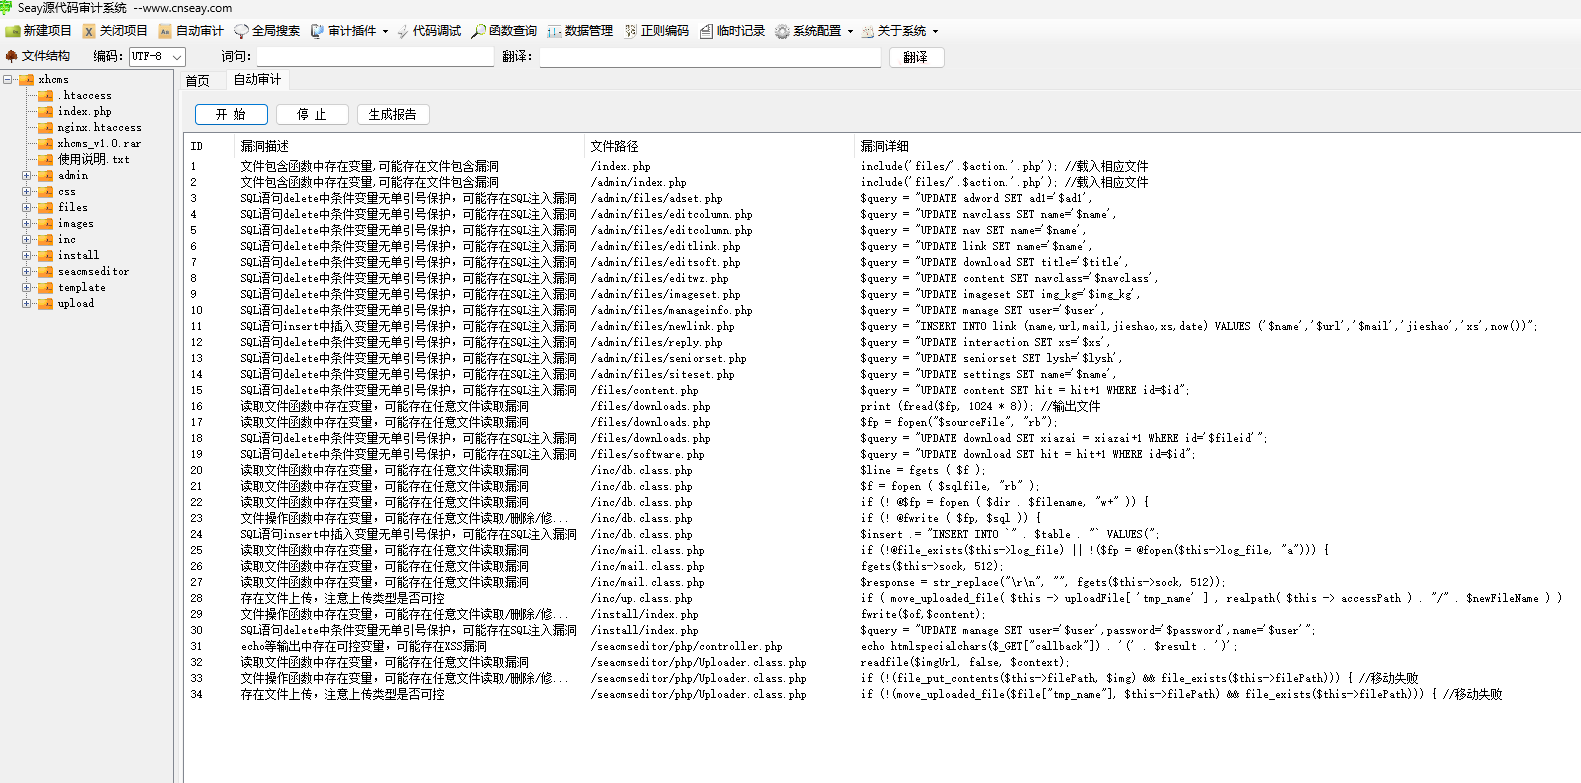 Seay源代码审计系统 --www.cnseay.com
新建项目 关闭项目 自动审计 全局搜索 审计插件 代码调试 函数查询 数据管理 正则编码 临时记录 系统配置 关于系统
文件结构 编码: UTF-8 词句: 翻译: 翻译
首页 自动审计
xhcms
.htaccess
index.php
nginx.htaccess
xhcms_v1.0.rar
使用说明.txt
admin
css
files
images
inc
install
seacmseditor
template
upload
开 始 停 止 生成报告
ID 漏洞描述 文件路径 漏洞详细
1 文件包含函数中存在变量,可能存在文件包含漏洞 /index.php include('files/'.$action.'.php'); //载入相应文件
2 文件包含函数中存在变量,可能存在文件包含漏洞 /admin/index.php include('files/'.$action.'.php'); //载入相应文件
3 SQL语句delete中条件变量无单引号保护，可能存在SQL注入漏洞 /admin/files/adset.php $query = "UPDATE adword SET ad1='$ad1',
4 SQL语句delete中条件变量无单引号保护，可能存在SQL注入漏洞 /admin/files/editcolumn.php $query = "UPDATE navclass SET name='$name',
5 SQL语句delete中条件变量无单引号保护，可能存在SQL注入漏洞 /admin/files/editcolumn.php $query = "UPDATE nav SET name='$name',
6 SQL语句delete中条件变量无单引号保护，可能存在SQL注入漏洞 /admin/files/editlink.php $query = "UPDATE link SET name='$name',
7 SQL语句delete中条件变量无单引号保护，可能存在SQL注入漏洞 /admin/files/editsoft.php $query = "UPDATE download SET title='$title',
8 SQL语句delete中条件变量无单引号保护，可能存在SQL注入漏洞 /admin/files/editwz.php $query = "UPDATE content SET navclass='$navclass',
9 SQL语句delete中条件变量无单引号保护，可能存在SQL注入漏洞 /admin/files/imageset.php $query = "UPDATE imageset SET img_kg='$img_kg',
10 SQL语句delete中条件变量无单引号保护，可能存在SQL注入漏洞 /admin/files/manageinfo.php $query = "UPDATE manage SET user='$user',
11 SQL语句insert中插入变量无单引号保护，可能存在SQL注入漏洞 /admin/files/newlink.php $query = "INSERT INTO link (name,url,mail,jieshao,xs,date) VALUES ('$name','$url','$mail','jieshao','xs',now())";
12 SQL语句delete中条件变量无单引号保护，可能存在SQL注入漏洞 /admin/files/reply.php $query = "UPDATE interaction SET xs='$xs',
13 SQL语句delete中条件变量无单引号保护，可能存在SQL注入漏洞 /admin/files/seniorset.php $query = "UPDATE seniorset SET lysh='$lysh',
14 SQL语句delete中条件变量无单引号保护，可能存在SQL注入漏洞 /admin/files/siteset.php $query = "UPDATE settings SET name='$name',
15 SQL语句delete中条件变量无单引号保护，可能存在SQL注入漏洞 /files/content.php $query = "UPDATE content SET hit = hit+1 WHERE id=$id";
16 读取文件函数中存在变量，可能存在任意文件读取漏洞 /files/downloads.php print (fread($fp, 1024 * 8)); //输出文件
17 读取文件函数中存在变量，可能存在任意文件读取漏洞 /files/downloads.php $fp = fopen("$sourceFile", "rb");
18 SQL语句delete中条件变量无单引号保护，可能存在SQL注入漏洞 /files/downloads.php $query = "UPDATE download SET xiazai = xiazai+1 WhERE id='$fileid'";
19 SQL语句delete中条件变量无单引号保护，可能存在SQL注入漏洞 /files/software.php $query = "UPDATE download SET hit = hit+1 WHERE id=$id";
20 读取文件函数中存在变量，可能存在任意文件读取漏洞 /inc/db.class.php $line = fgets ( $f );
21 读取文件函数中存在变量，可能存在任意文件读取漏洞 /inc/db.class.php $f = fopen ( $sqlfile, "rb" );
22 读取文件函数中存在变量，可能存在任意文件读取漏洞 /inc/db.class.php if (! @$fp = fopen ( $dir . $filename, "w+" )) {
23 文件操作函数中存在变量，可能存在任意文件读取/删除/修... /inc/db.class.php if (! @fwrite ( $fp, $sql )) {
24 SQL语句insert中插入变量无单引号保护，可能存在SQL注入漏洞 /inc/db.class.php $insert .= "INSERT INTO `" . $table . "` VALUES(";
25 读取文件函数中存在变量，可能存在任意文件读取漏洞 /inc/mail.class.php if (!@file_exists($this->log_file) || !($fp = @fopen($this->log_file, "a"))) {
26 读取文件函数中存在变量，可能存在任意文件读取漏洞 /inc/mail.class.php fgets($this->sock, 512);
27 读取文件函数中存在变量，可能存在任意文件读取漏洞 /inc/mail.class.php $response = str_replace("\r\n", "", fgets($this->sock, 512));
28 存在文件上传，注意上传类型是否可控 /inc/up.class.php if ( move_uploaded_file( $this -> uploadFile[ 'tmp_name' ] , realpath( $this -> accessPath ) . "/" . $newFileName ) )
29 文件操作函数中存在变量，可能存在任意文件读取/删除/修... /install/index.php fwrite($of,$content);
30 SQL语句delete中条件变量无单引号保护，可能存在SQL注入漏洞 /install/index.php $query = "UPDATE manage SET user='$user',password='$password',name='$user'";
31 echo等输出中存在可控变量，可能存在XSS漏洞 /seacmseditor/php/controller.php echo htmlspecialchars($_GET["callback"]) . '(' . $result . ')';
32 读取文件函数中存在变量，可能存在任意文件读取漏洞 /seacmseditor/php/Uploader.class.php readfile($imgUrl, false, $context);
33 文件操作函数中存在变量，可能存在任意文件读取/删除/修... /seacmseditor/php/Uploader.class.php if (!(file_put_contents($this->filePath, $img) && file_exists($this->filePath))) { //移动失败
34 存在文件上传，注意上传类型是否可控 /seacmseditor/php/Uploader.class.php if (!(move_uploaded_file($file["tmp_name"], $this->filePath) && file_exists($this->filePath))) { //移动失败